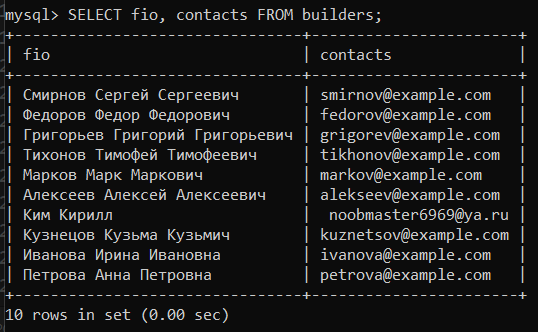 mysql> SELECT fio, contacts FROM builders;
+-------------------------------+-----------------------+
| fio                           | contacts              |
+-------------------------------+-----------------------+
| Смирнов Сергей Сергеевич      | smirnov@example.com   |
| Федоров Федор Федорович       | fedorov@example.com   |
| Григорьев Григорий Григорьевич | grigorev@example.com  |
| Тихонов Тимофей Тимофеевич    | tikhonov@example.com  |
| Марков Марк Маркович          | markov@example.com    |
| Алексеев Алексей Алексеевич   | alekseev@example.com  |
| Ким Кирилл                    |  noobmaster6969@ya.ru |
| Кузнецов Кузьма Кузьмич       | kuznetsov@example.com |
| Иванова Ирина Ивановна        | ivanova@example.com   |
| Петрова Анна Петровна         | petrova@example.com   |
+-------------------------------+-----------------------+
10 rows in set (0.00 sec)